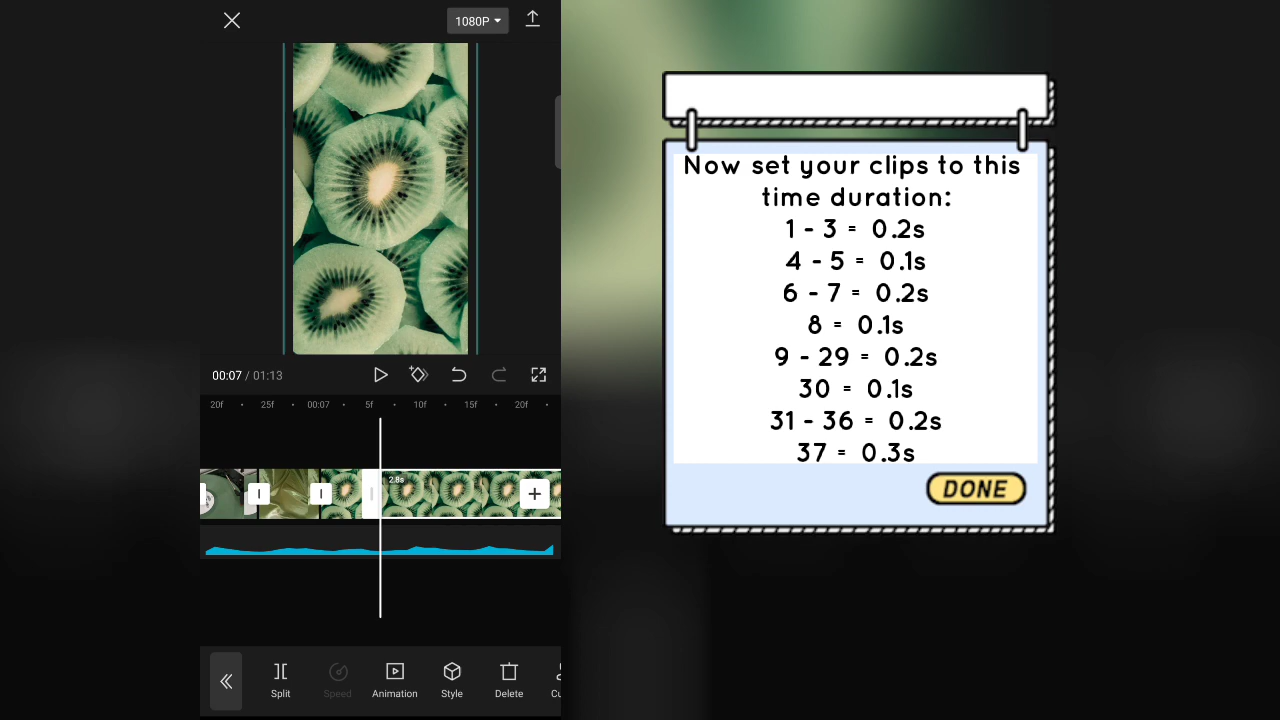 1080P
00:07 / 01:13
20f 25f 00:07 5f 10f 15f 20f
2.8s
Split Speed Animation Style Delete Cu
Now set your clips to this
time duration:
1 - 3 = 0.2s
4 - 5 = 0.1s
6 - 7 = 0.2s
8 = 0.1s
9 - 29 = 0.2s
30 = 0.1s
31 - 36 = 0.2s
37 = 0.3s
DONE